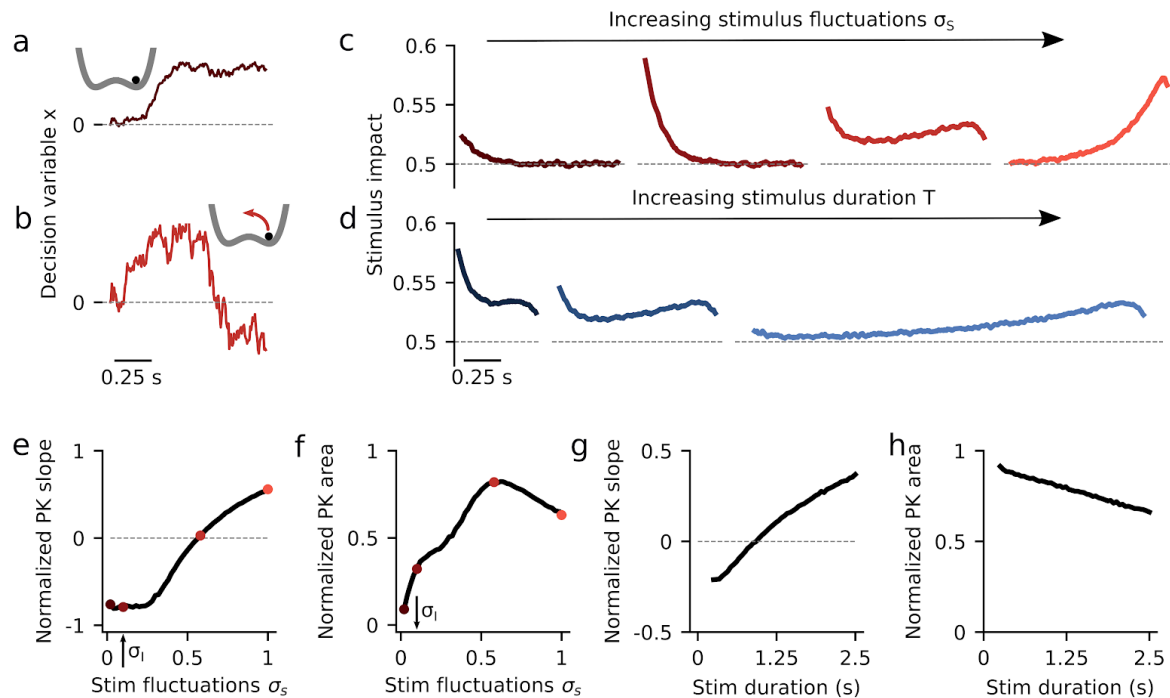 a
Decision variable x
0
b
0
0.25 s
c
Increasing stimulus fluctuations σS
Stimulus impact
0.6
0.55
0.5
d
Increasing stimulus duration T
0.6
0.55
0.5
0.25 s
e
Normalized PK slope
1
0
-1
σI
0
0.5
1
Stim fluctuations σs
f
Normalized PK area
1
0.5
0
σI
0
0.5
1
Stim fluctuations σs
g
Normalized PK slope
0.5
0
-0.5
0
1.25
2.5
Stim duration (s)
h
Normalized PK area
1
0.5
0
0
1.25
2.5
Stim duration (s)